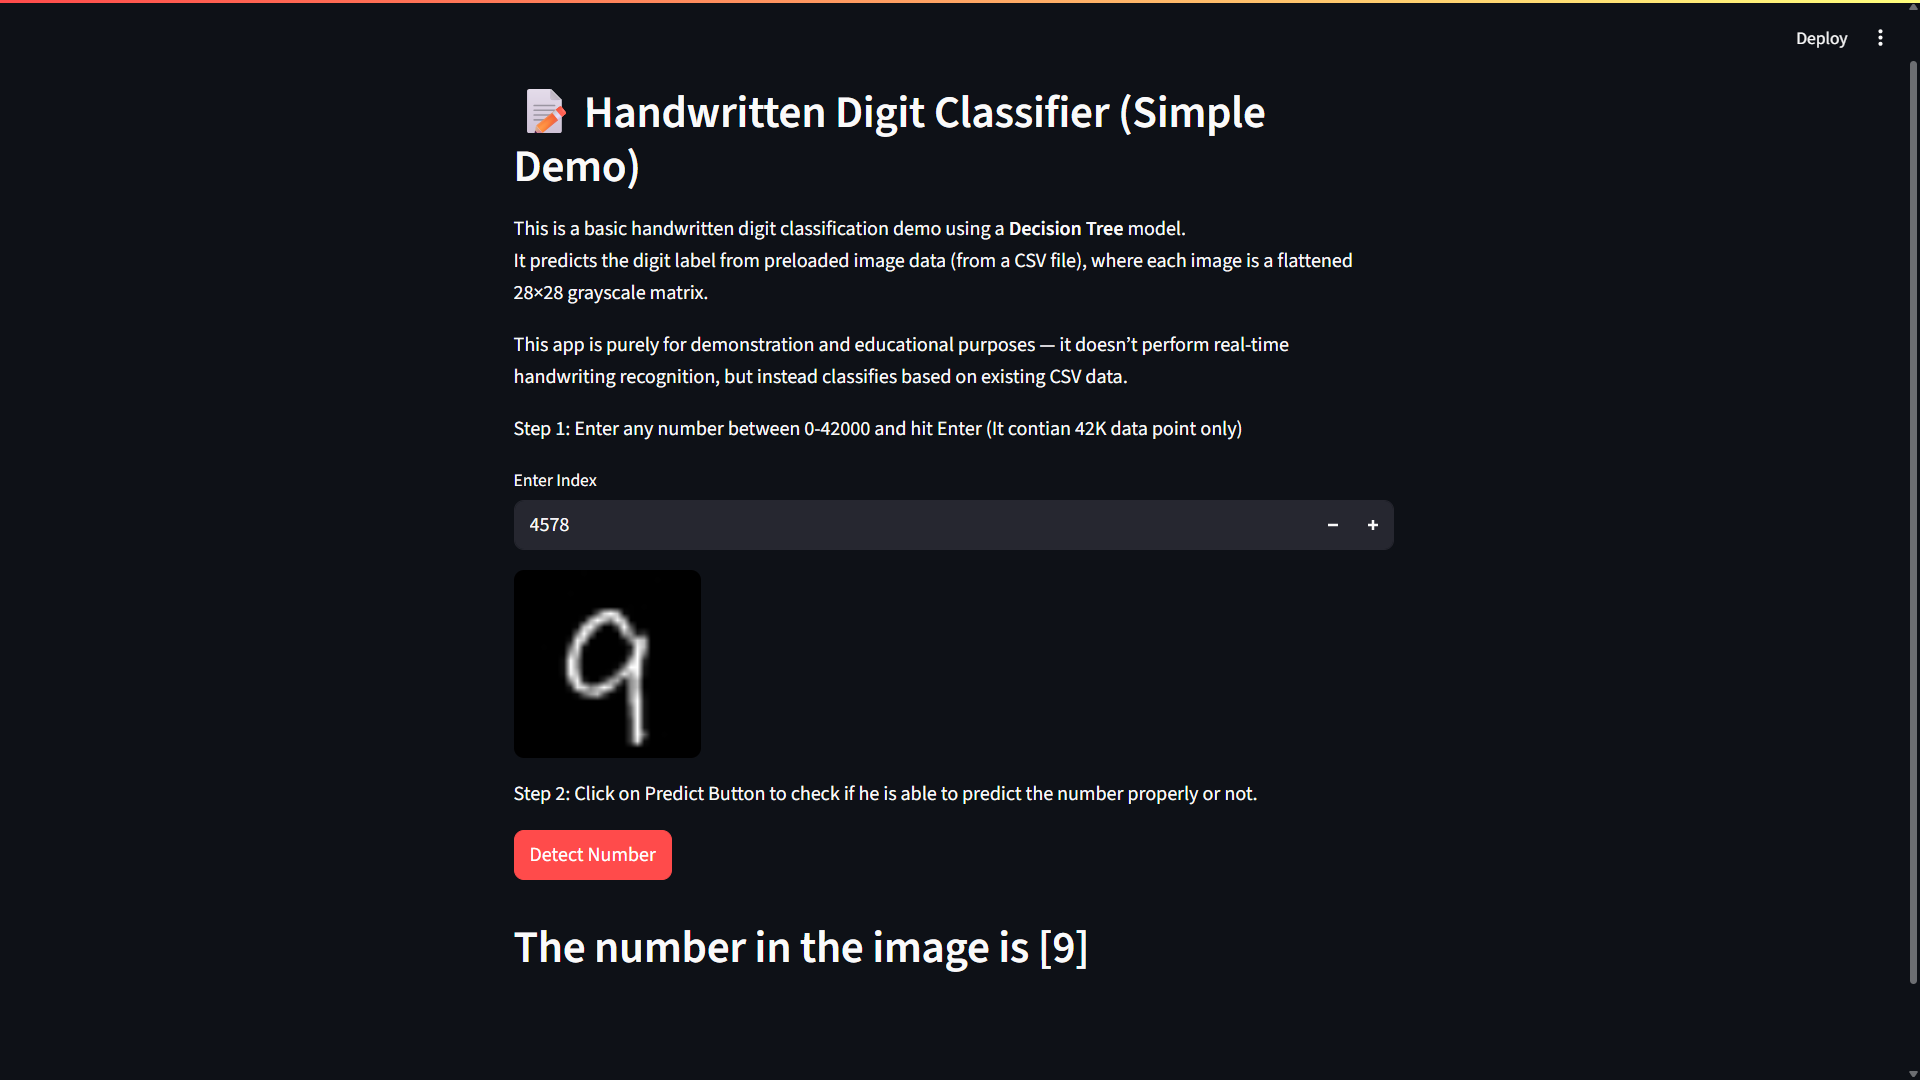 Deploy
📝 Handwritten Digit Classifier (Simple
Demo)
This is a basic handwritten digit classification demo using a Decision Tree model.
It predicts the digit label from preloaded image data (from a CSV file), where each image is a flattened
28×28 grayscale matrix.
This app is purely for demonstration and educational purposes — it doesn’t perform real-time
handwriting recognition, but instead classifies based on existing CSV data.
Step 1: Enter any number between 0-42000 and hit Enter (It contian 42K data point only)
Enter Index
4578
9
Step 2: Click on Predict Button to check if he is able to predict the number properly or not.
Detect Number
The number in the image is [9]